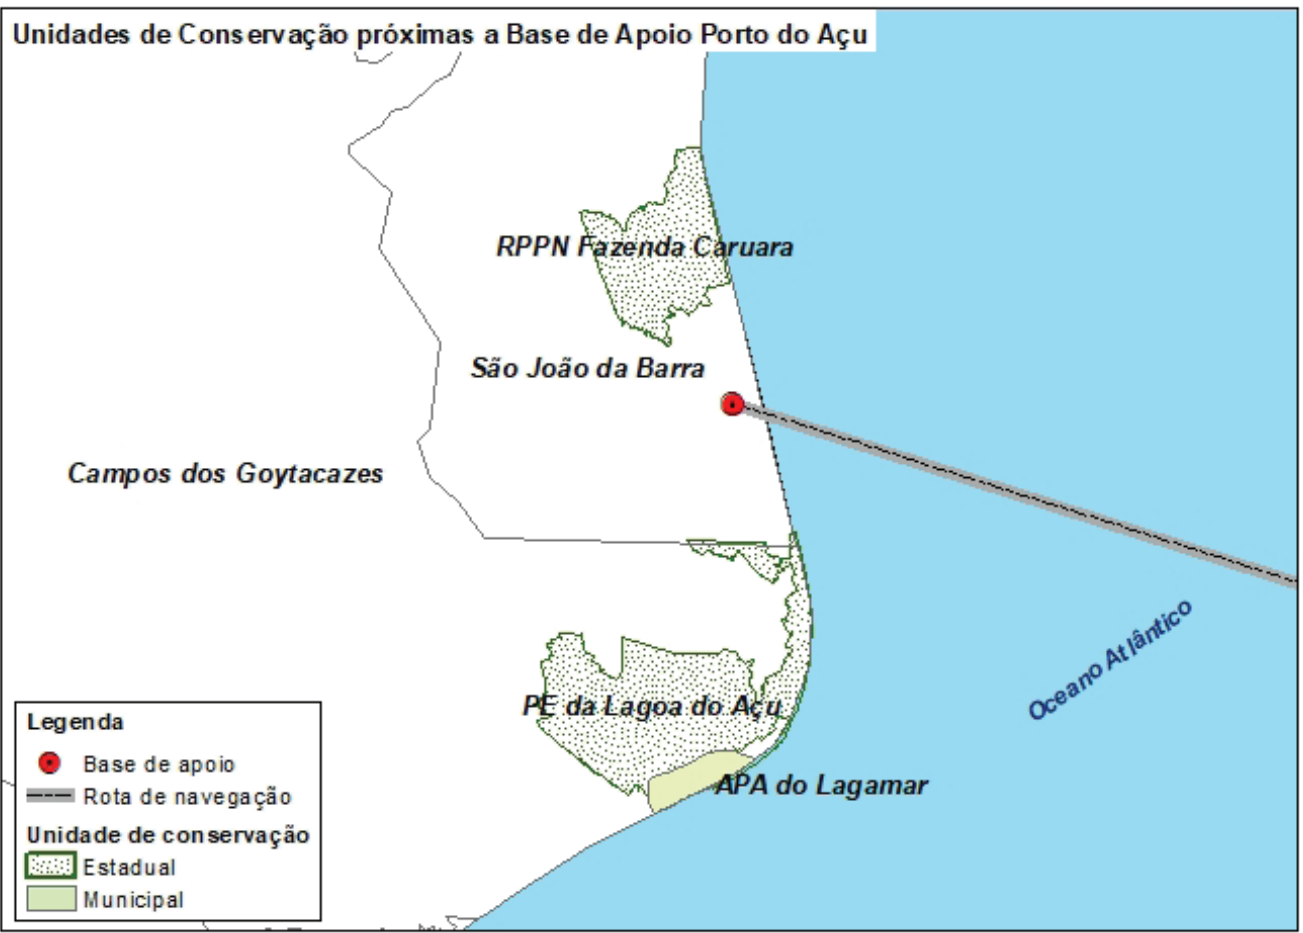 Unidades de Conservação próximas a Base de Apoio Porto do Açu
RPPN Fazenda Caruara
São João da Barra
Campos dos Goytacazes
Oceano Atlântico
PE da Lagoa do Açu
APA do Lagamar
Legenda
Base de apoio
Rota de navegação
Unidade de conservação
Estadual
Municipal